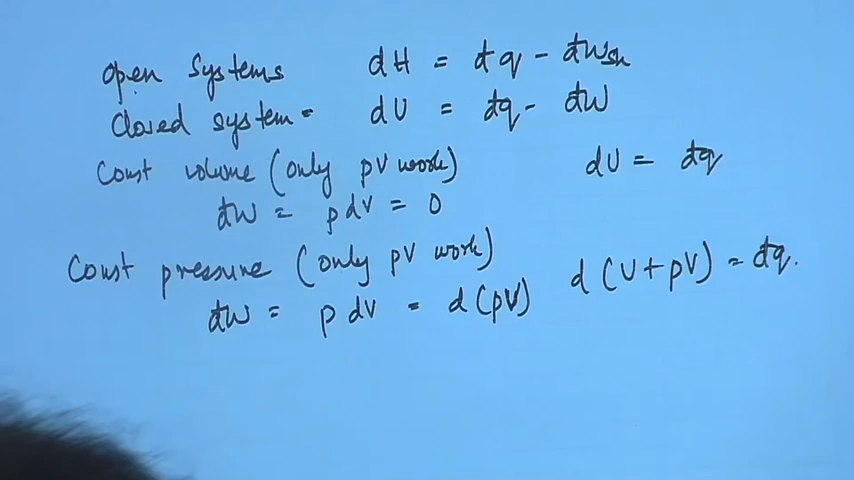 open systems dH = đq - đWsh
Closed system = dU = đq - đW
Const volume (only pV work) dU = đq
đW = pdV = 0
Const pressure (only pV work)
đW = p dV = d(pV) d(U+pV) = đq.